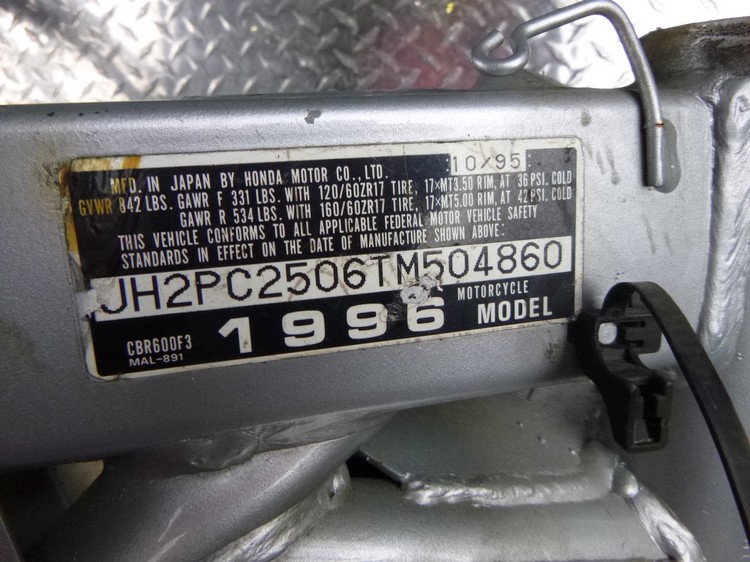 10/95
MFD. IN JAPAN BY HONDA MOTOR CO., LTD.
GVWR 842 LBS. GAWR F 331 LBS. WITH 120/60ZR17 TIRE, 17×MT3.50 RIM, AT 36 PSI. COLD
GAWR R 534 LBS. WITH 160/60ZR17 TIRE, 17×MT5.00 RIM, AT 42 PSI. COLD
THIS VEHICLE CONFORMS TO ALL APPLICABLE FEDERAL MOTOR VEHICLE SAFETY
STANDARDS IN EFFECT ON THE DATE OF MANUFACTURE SHOWN ABOVE.
JH2PC2506TM504860
MOTORCYCLE
CBR600F3 1996 MODEL
MAL-891